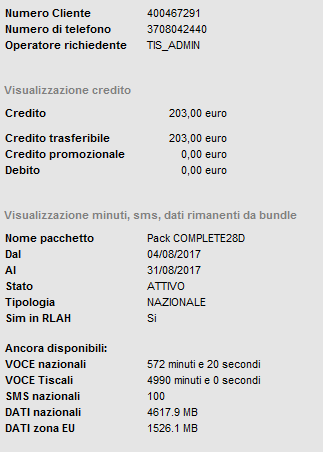 Numero Cliente 400467291
Numero di telefono 3708042440
Operatore richiedente TIS_ADMIN
Visualizzazione credito
Credito 203,00 euro
Credito trasferibile 203,00 euro
Credito promozionale 0,00 euro
Debito 0,00 euro
Visualizzazione minuti, sms, dati rimanenti da bundle
Nome pacchetto Pack COMPLETE28D
Dal 04/08/2017
Al 31/08/2017
Stato ATTIVO
Tipologia NAZIONALE
Sim in RLAH Si
Ancora disponibili:
VOCE nazionali 572 minuti e 20 secondi
VOCE Tiscali 4990 minuti e 0 secondi
SMS nazionali 100
DATI nazionali 4617.9 MB
DATI zona EU 1526.1 MB